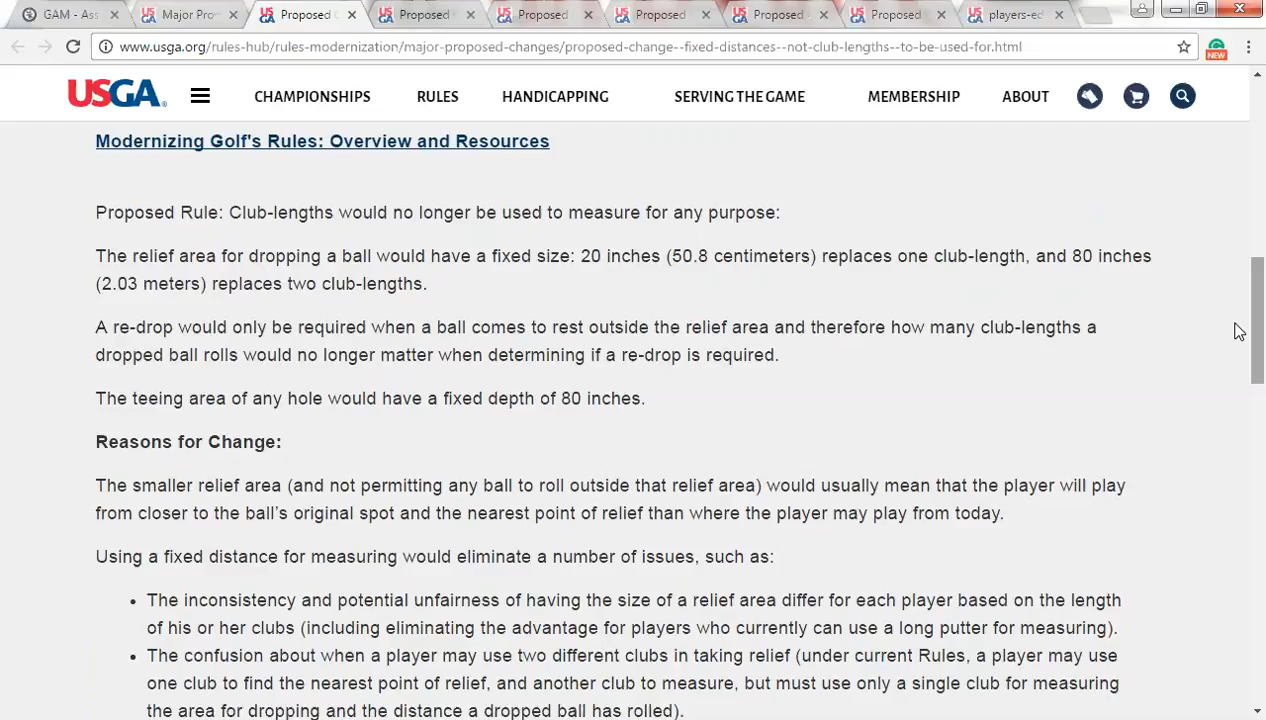 GAM - Ass
Major Pro
Proposed C
Proposed
Proposed
Proposed
Proposed
Proposed
players-ed
www.usga.org/rules-hub/rules-modernization/major-proposed-changes/proposed-change--fixed-distances--not-club-lengths--to-be-used-for.html
NEW
USGA CHAMPIONSHIPS RULES HANDICAPPING SERVING THE GAME MEMBERSHIP ABOUT
Modernizing Golf's Rules: Overview and Resources
Proposed Rule: Club-lengths would no longer be used to measure for any purpose:
The relief area for dropping a ball would have a fixed size: 20 inches (50.8 centimeters) replaces one club-length, and 80 inches
(2.03 meters) replaces two club-lengths.
A re-drop would only be required when a ball comes to rest outside the relief area and therefore how many club-lengths a
dropped ball rolls would no longer matter when determining if a re-drop is required.
The teeing area of any hole would have a fixed depth of 80 inches.
Reasons for Change:
The smaller relief area (and not permitting any ball to roll outside that relief area) would usually mean that the player will play
from closer to the ball’s original spot and the nearest point of relief than where the player may play from today.
Using a fixed distance for measuring would eliminate a number of issues, such as:
• The inconsistency and potential unfairness of having the size of a relief area differ for each player based on the length
of his or her clubs (including eliminating the advantage for players who currently can use a long putter for measuring).
• The confusion about when a player may use two different clubs in taking relief (under current Rules, a player may use
one club to find the nearest point of relief, and another club to measure, but must use only a single club for measuring
the area for dropping and the distance a dropped ball has rolled).